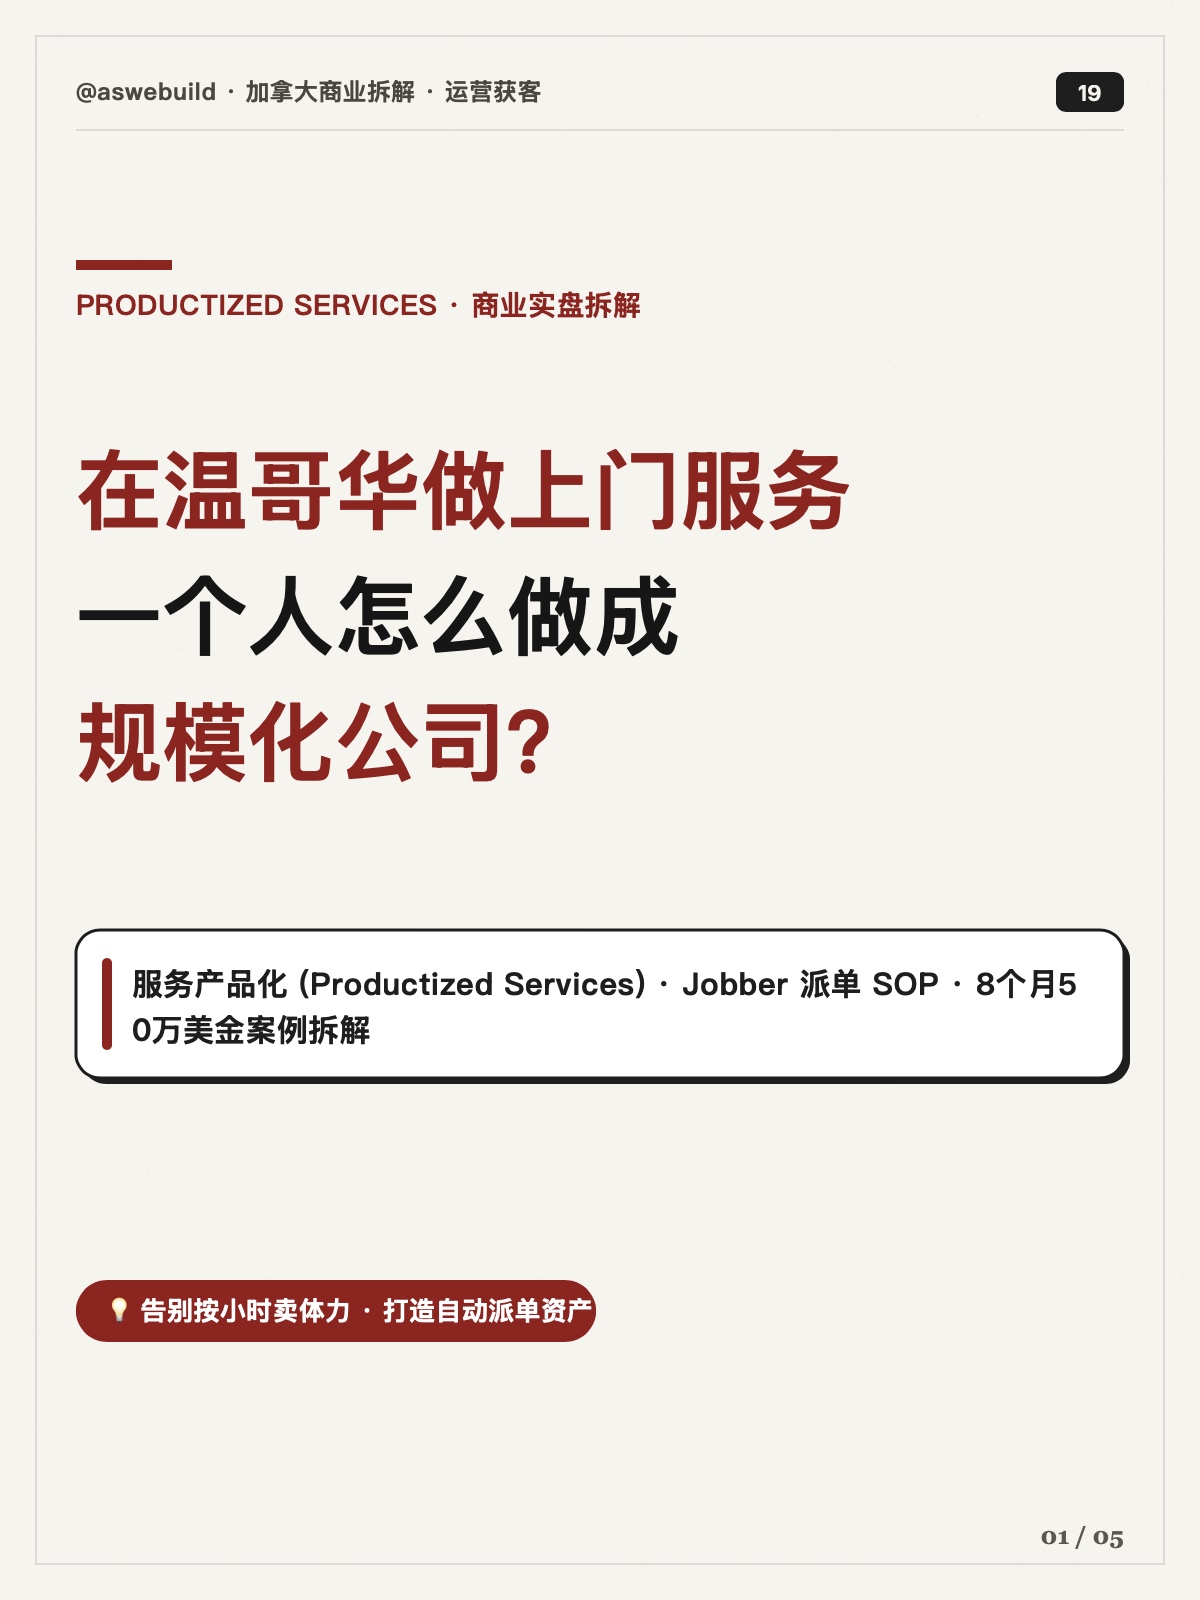 @aswebuild · 加拿大商业拆解 · 运营获客
19
PRODUCTIZED SERVICES · 商业实盘拆解
在温哥华做上门服务
一个人怎么做成
规模化公司?
服务产品化 (Productized Services) · Jobber 派单 SOP · 8个月5
0万美金案例拆解
💡 告别按小时卖体力 · 打造自动派单资产
01 / 05